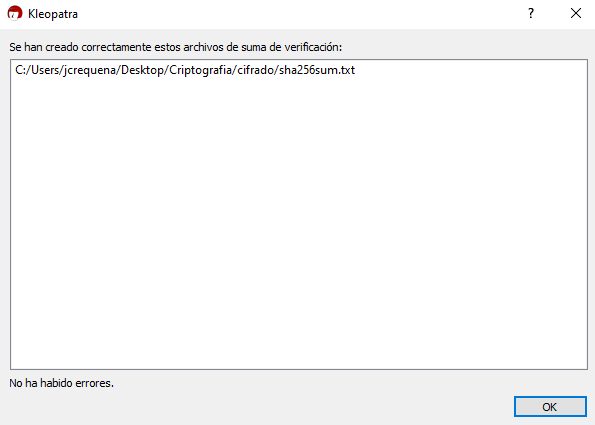 Kleopatra
Se han creado correctamente estos archivos de suma de verificación:
C:/Users/jcrequena/Desktop/Criptografia/cifrado/sha256sum.txt
No ha habido errores.
OK